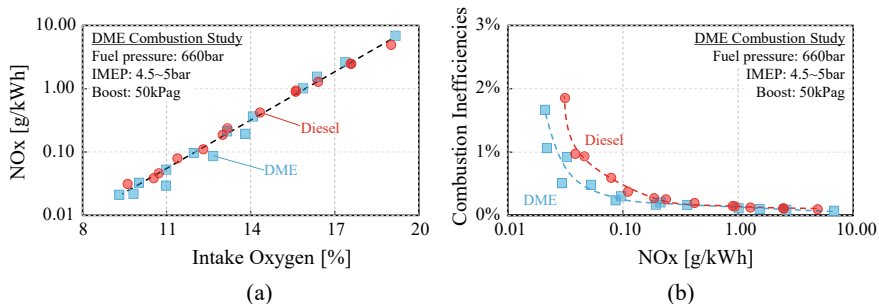 10.00
1.00
0.10
0.01
NOx [g/kWh]
DME Combustion Study
Fuel pressure: 660bar
IMEP: 4.5~5bar
Boost: 50kPag
Diesel
DME
8
11
14
17
20
Intake Oxygen [%]
(a)
3%
2%
1%
0%
Combustion Inefficiencies
DME Combustion Study
Fuel pressure: 660bar
IMEP: 4.5~5bar
Boost: 50kPag
Diesel
DME
0.01
0.10
1.00
10.00
NOx [g/kWh]
(b)